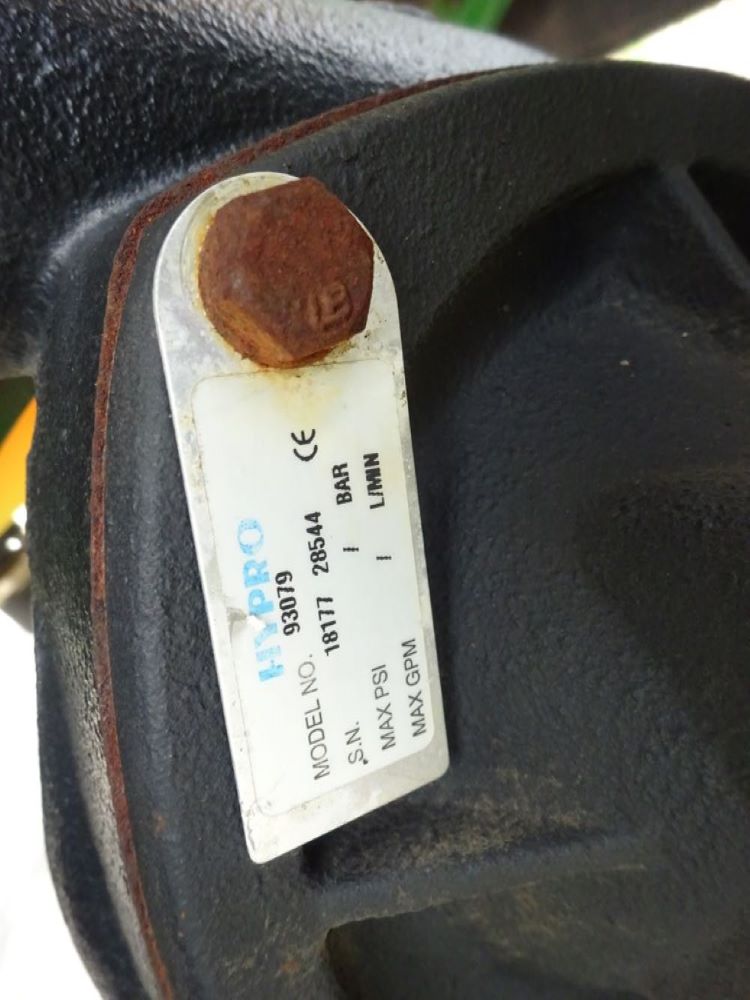 HYPRO
93079
MODEL NO. 18177 28544 CE
S.N. / BAR
MAX PSI / L/MIN
MAX GPM